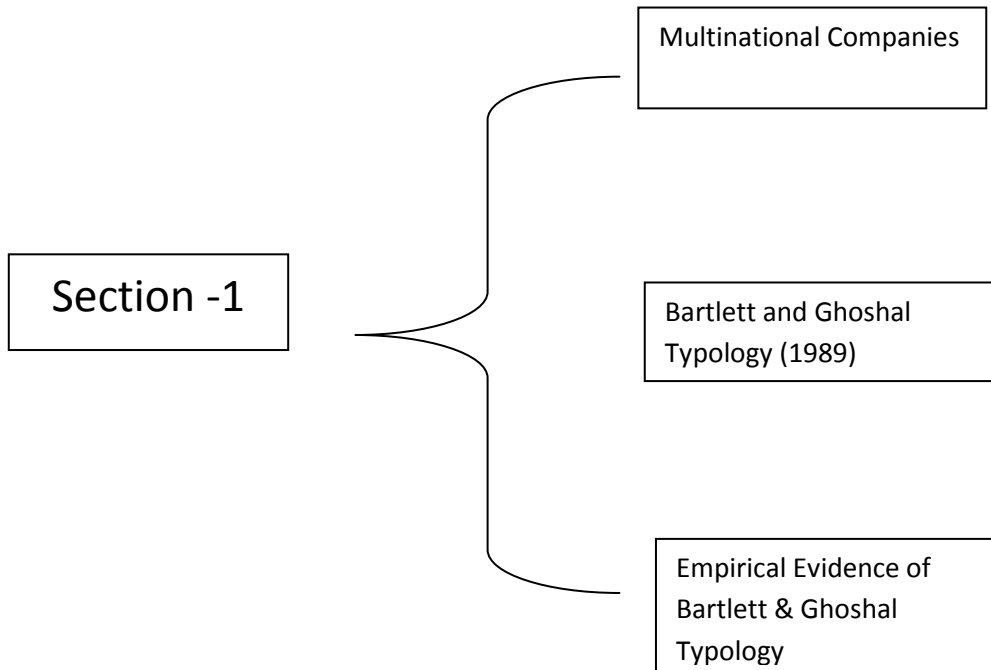 Multinational Companies
Section -1
Bartlett and Ghoshal
Typology (1989)
Empirical Evidence of
Bartlett & Ghoshal
Typology